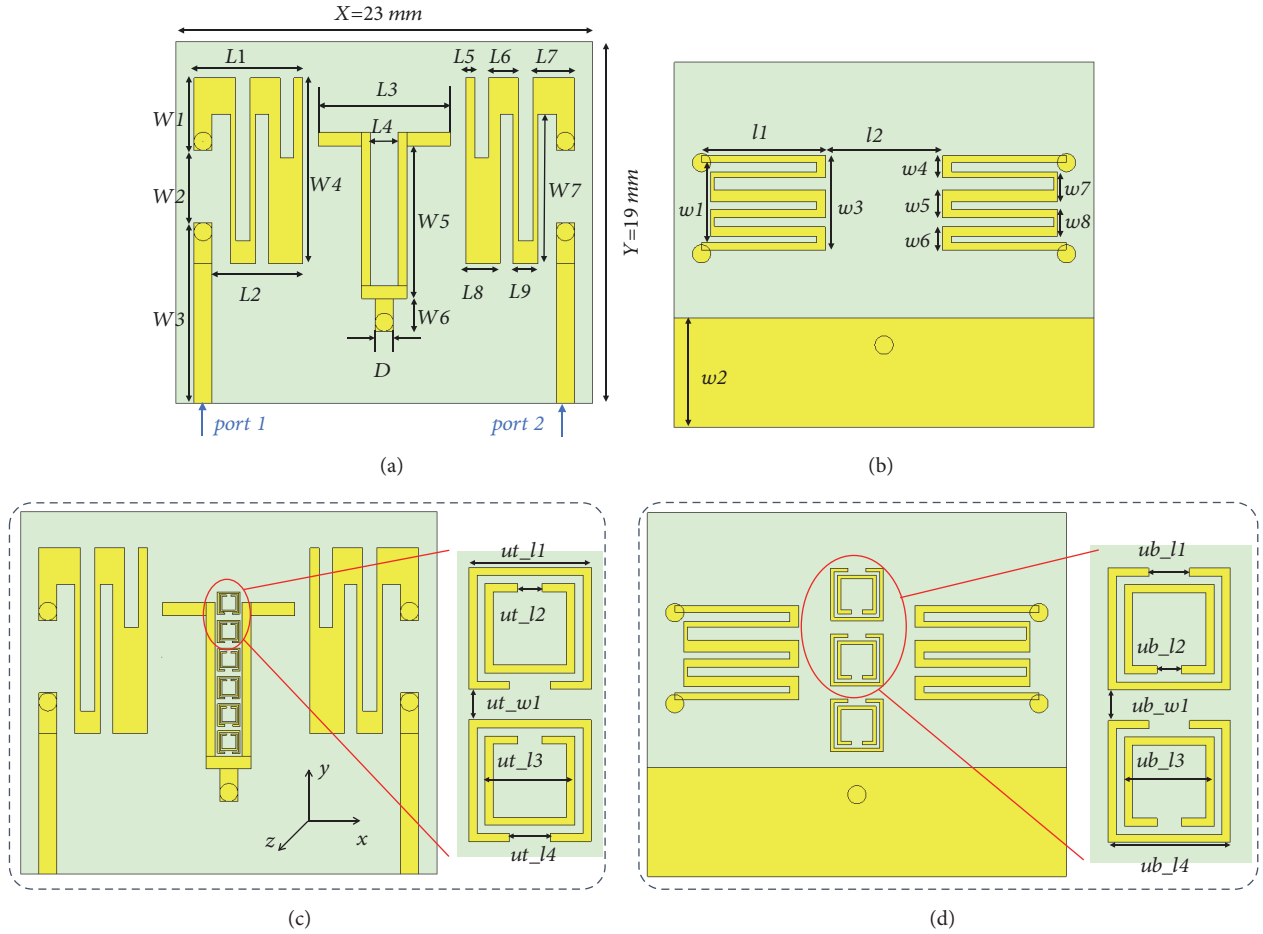 X=23 mm
L1
L5
L6
L7
L3
L4
W1
W2
W4
W5
W7
W3
L2
L8
L9
W6
D
Y=19 mm
port 1
port 2
(a)
l1
l2
w4
w7
w1
w3
w5
w8
w6
w2
(b)
ut_l1
ut_l2
ut_w1
ut_l3
ut_l4
y
x
z
(c)
ub_l1
ub_l2
ub_w1
ub_l3
ub_l4
(d)